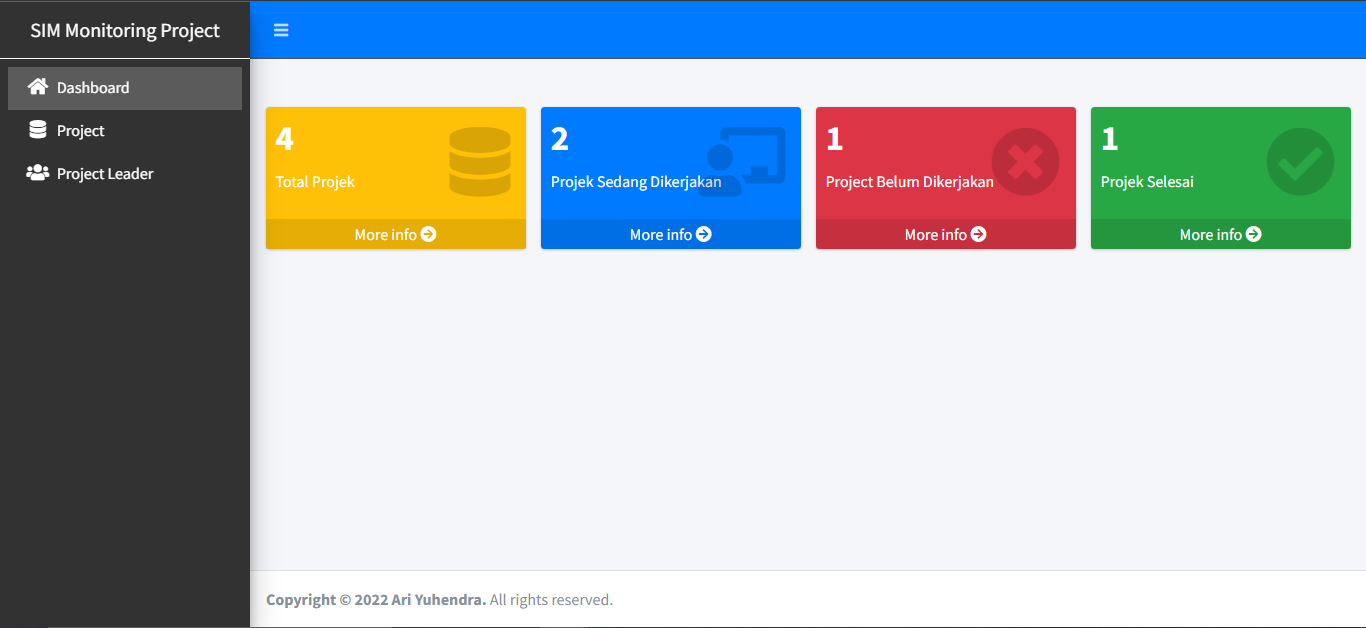 SIM Monitoring Project
Dashboard
Project
Project Leader
4
Total Projek
More info
2
Projek Sedang Dikerjakan
More info
1
Project Belum Dikerjakan
More info
1
Projek Selesai
More info
Copyright © 2022 Ari Yuhendra. All rights reserved.